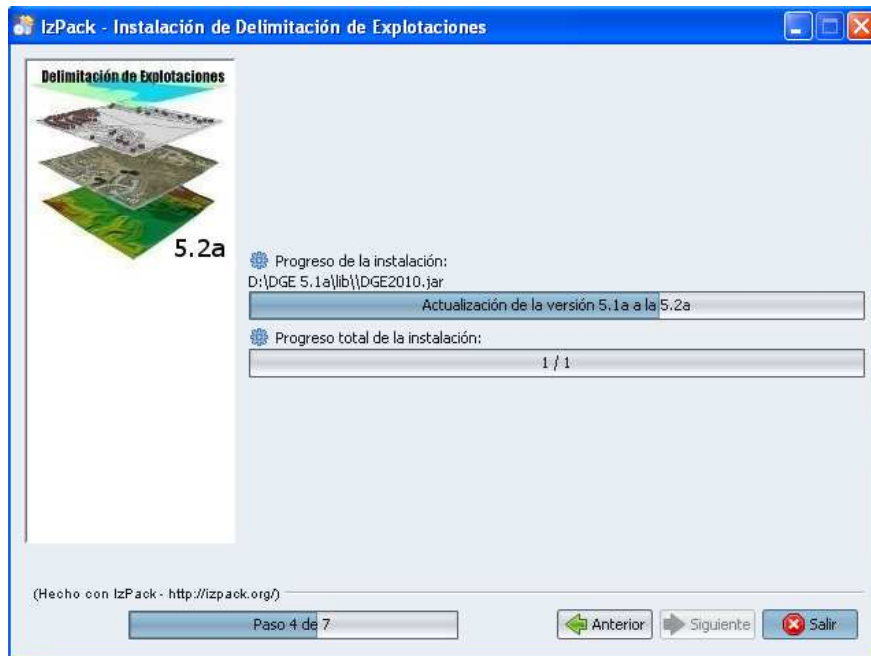 IzPack - Instalación de Delimitación de Explotaciones
Delimitación de Explotaciones
5.2a
Progreso de la instalación:
D:\DGE 5.1a\lib\\DGE2010.jar
Actualización de la versión 5.1a a la 5.2a
Progreso total de la instalación:
1 / 1
(Hecho con IzPack - http://izpack.org/)
Paso 4 de 7
Anterior
Siguiente
Salir